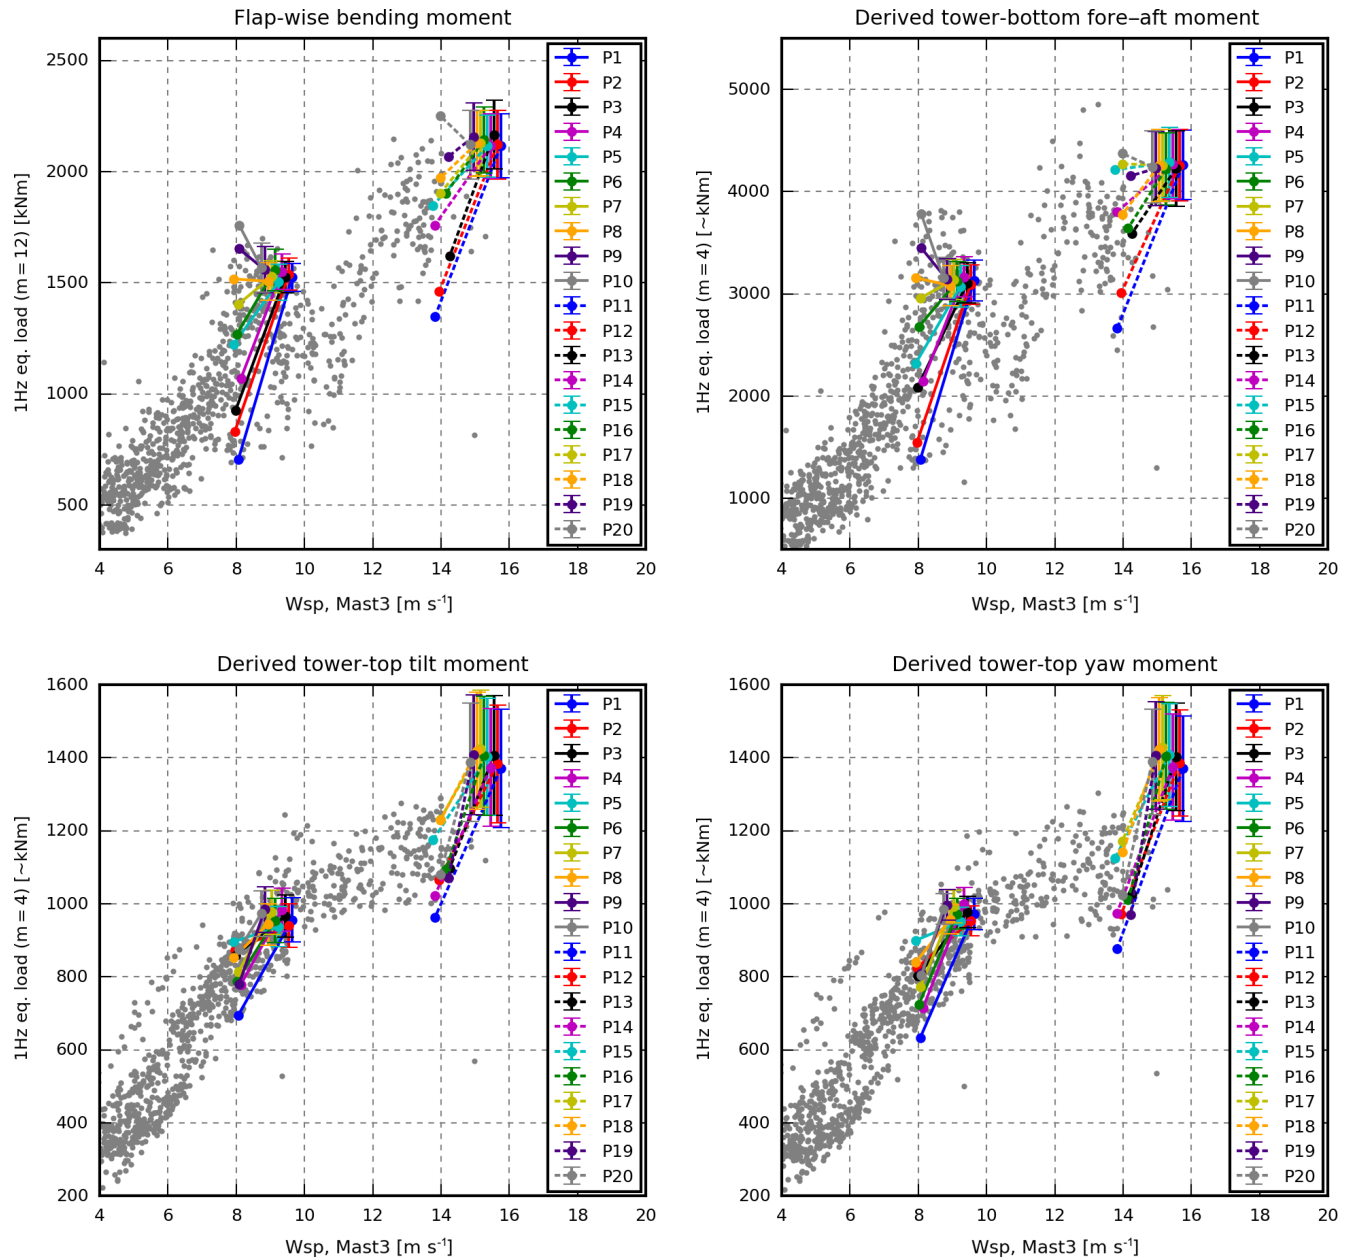 Flap-wise bending moment
1Hz eq. load (m = 12) [kNm]
2500
2000
1500
1000
500
4 6 8 10 12 14 16 18 20
Wsp, Mast3 [m s⁻¹]
P1
P2
P3
P4
P5
P6
P7
P8
P9
P10
P11
P12
P13
P14
P15
P16
P17
P18
P19
P20
Derived tower-bottom fore–aft moment
1Hz eq. load (m = 4) [~kNm]
5000
4000
3000
2000
1000
4 6 8 10 12 14 16 18 20
Wsp, Mast3 [m s⁻¹]
P1
P2
P3
P4
P5
P6
P7
P8
P9
P10
P11
P12
P13
P14
P15
P16
P17
P18
P19
P20
Derived tower-top tilt moment
1Hz eq. load (m = 4) [~kNm]
1600
1400
1200
1000
800
600
400
200
4 6 8 10 12 14 16 18 20
Wsp, Mast3 [m s⁻¹]
P1
P2
P3
P4
P5
P6
P7
P8
P9
P10
P11
P12
P13
P14
P15
P16
P17
P18
P19
P20
Derived tower-top yaw moment
1Hz eq. load (m = 4) [~kNm]
1600
1400
1200
1000
800
600
400
200
4 6 8 10 12 14 16 18 20
Wsp, Mast3 [m s⁻¹]
P1
P2
P3
P4
P5
P6
P7
P8
P9
P10
P11
P12
P13
P14
P15
P16
P17
P18
P19
P20